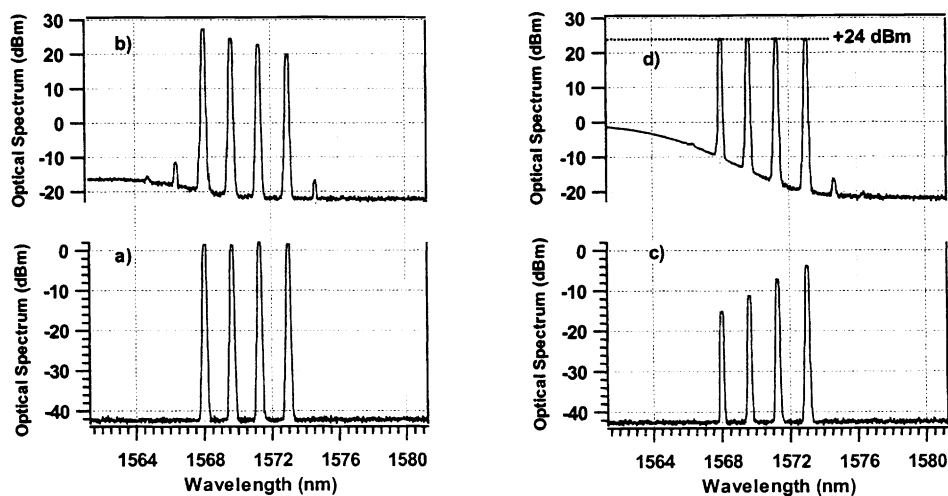 b)
Optical Spectrum (dBm)
30
20
10
0
-10
-20
a)
Optical Spectrum (dBm)
0
-10
-20
-30
-40
1564
1568
1572
1576
1580
Wavelength (nm)
d)
+24 dBm
Optical Spectrum (dBm)
30
20
10
0
-10
-20
c)
Optical Spectrum (dBm)
0
-10
-20
-30
-40
1564
1568
1572
1576
1580
Wavelength (nm)